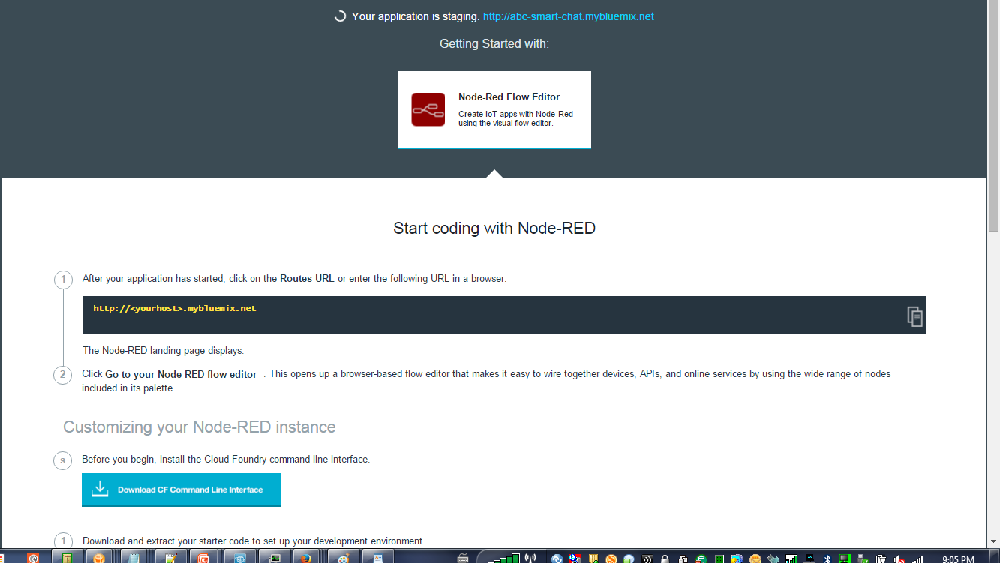 Your application is staging. http://abc-smart-chat.mybluemix.net
Getting Started with:
Node-Red Flow Editor
Create IoT apps with Node-Red
using the visual flow editor.
Start coding with Node-RED
1
After your application has started, click on the Routes URL or enter the following URL in a browser:
http://<yourhost>.mybluemix.net
The Node-RED landing page displays.
2
Click Go to your Node-RED flow editor . This opens up a browser-based flow editor that makes it easy to wire together devices, APIs, and online services by using the wide range of nodes
included in its palette.
Customizing your Node-RED instance
s
Before you begin, install the Cloud Foundry command line interface.
Download CF Command Line Interface
1
Download and extract your starter code to set up your development environment.
9:05 PM